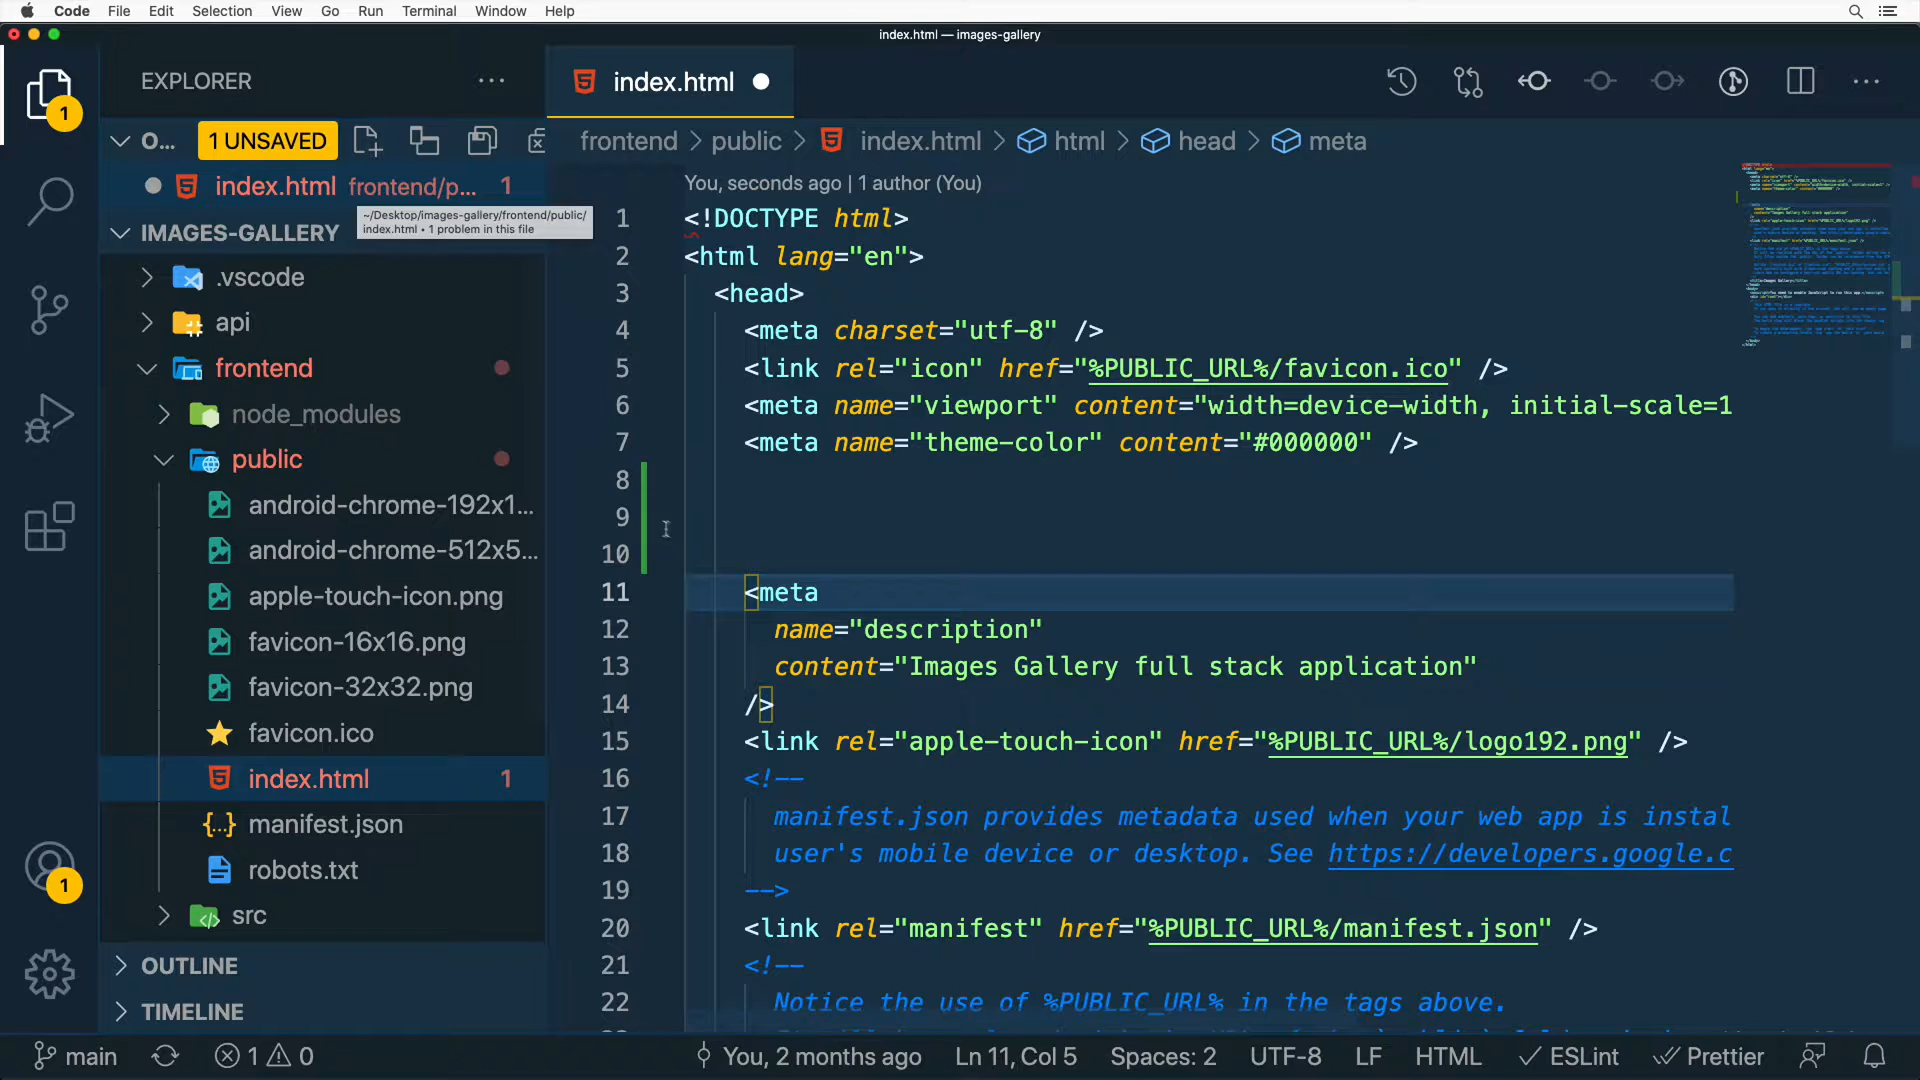 Code File Edit Selection View Go Run Terminal Window Help
index.html — images-gallery
EXPLORER
index.html
1
O... 1 UNSAVED
frontend > public > index.html > html > head > meta
index.html frontend/p... 1
~/Desktop/images-gallery/frontend/public/
index.html • 1 problem in this file
IMAGES-GALLERY
.vscode
api
frontend
node_modules
public
android-chrome-192x1...
android-chrome-512x5...
apple-touch-icon.png
favicon-16x16.png
favicon-32x32.png
favicon.ico
index.html 1
manifest.json
robots.txt
src
OUTLINE
TIMELINE
1
You, seconds ago | 1 author (You)
1 <!DOCTYPE html>
2 <html lang="en">
3 <head>
4 <meta charset="utf-8" />
5 <link rel="icon" href="%PUBLIC_URL%/favicon.ico" />
6 <meta name="viewport" content="width=device-width, initial-scale=1
7 <meta name="theme-color" content="#000000" />
8
9
10
11 <meta
12 name="description"
13 content="Images Gallery full stack application"
14 />
15 <link rel="apple-touch-icon" href="%PUBLIC_URL%/logo192.png" />
16 <!--
17 manifest.json provides metadata used when your web app is instal
18 user's mobile device or desktop. See https://developers.google.c
19 -->
20 <link rel="manifest" href="%PUBLIC_URL%/manifest.json" />
21 <!--
22 Notice the use of %PUBLIC_URL% in the tags above.
main 1 0 You, 2 months ago Ln 11, Col 5 Spaces: 2 UTF-8 LF HTML ESLint Prettier